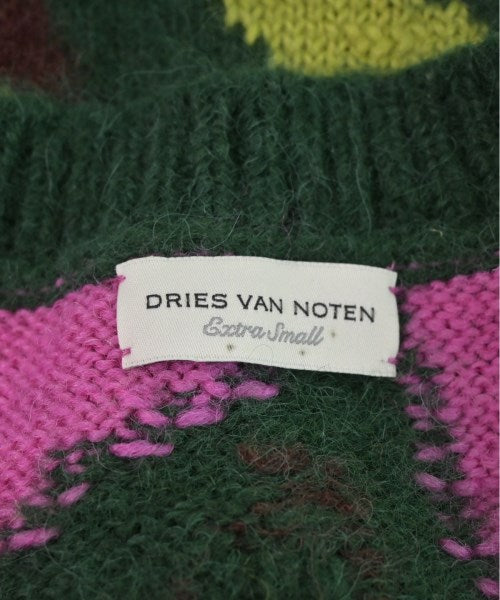 DRIES VAN NOTEN
Extra Small